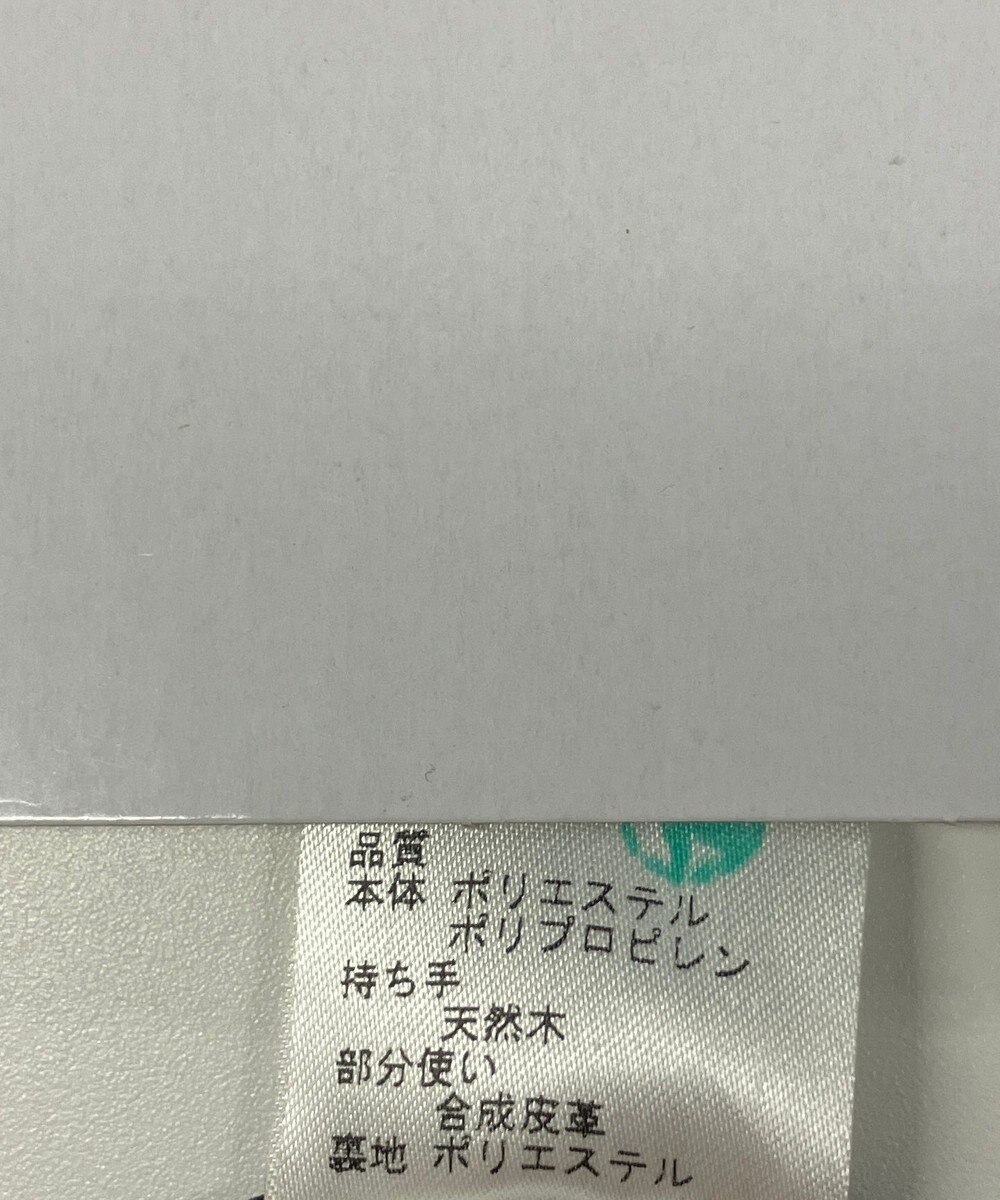 品質
本体 ポリエステル
ポリプロピレン
持ち手
天然木
部分使い
合成皮革
裏地 ポリエステル